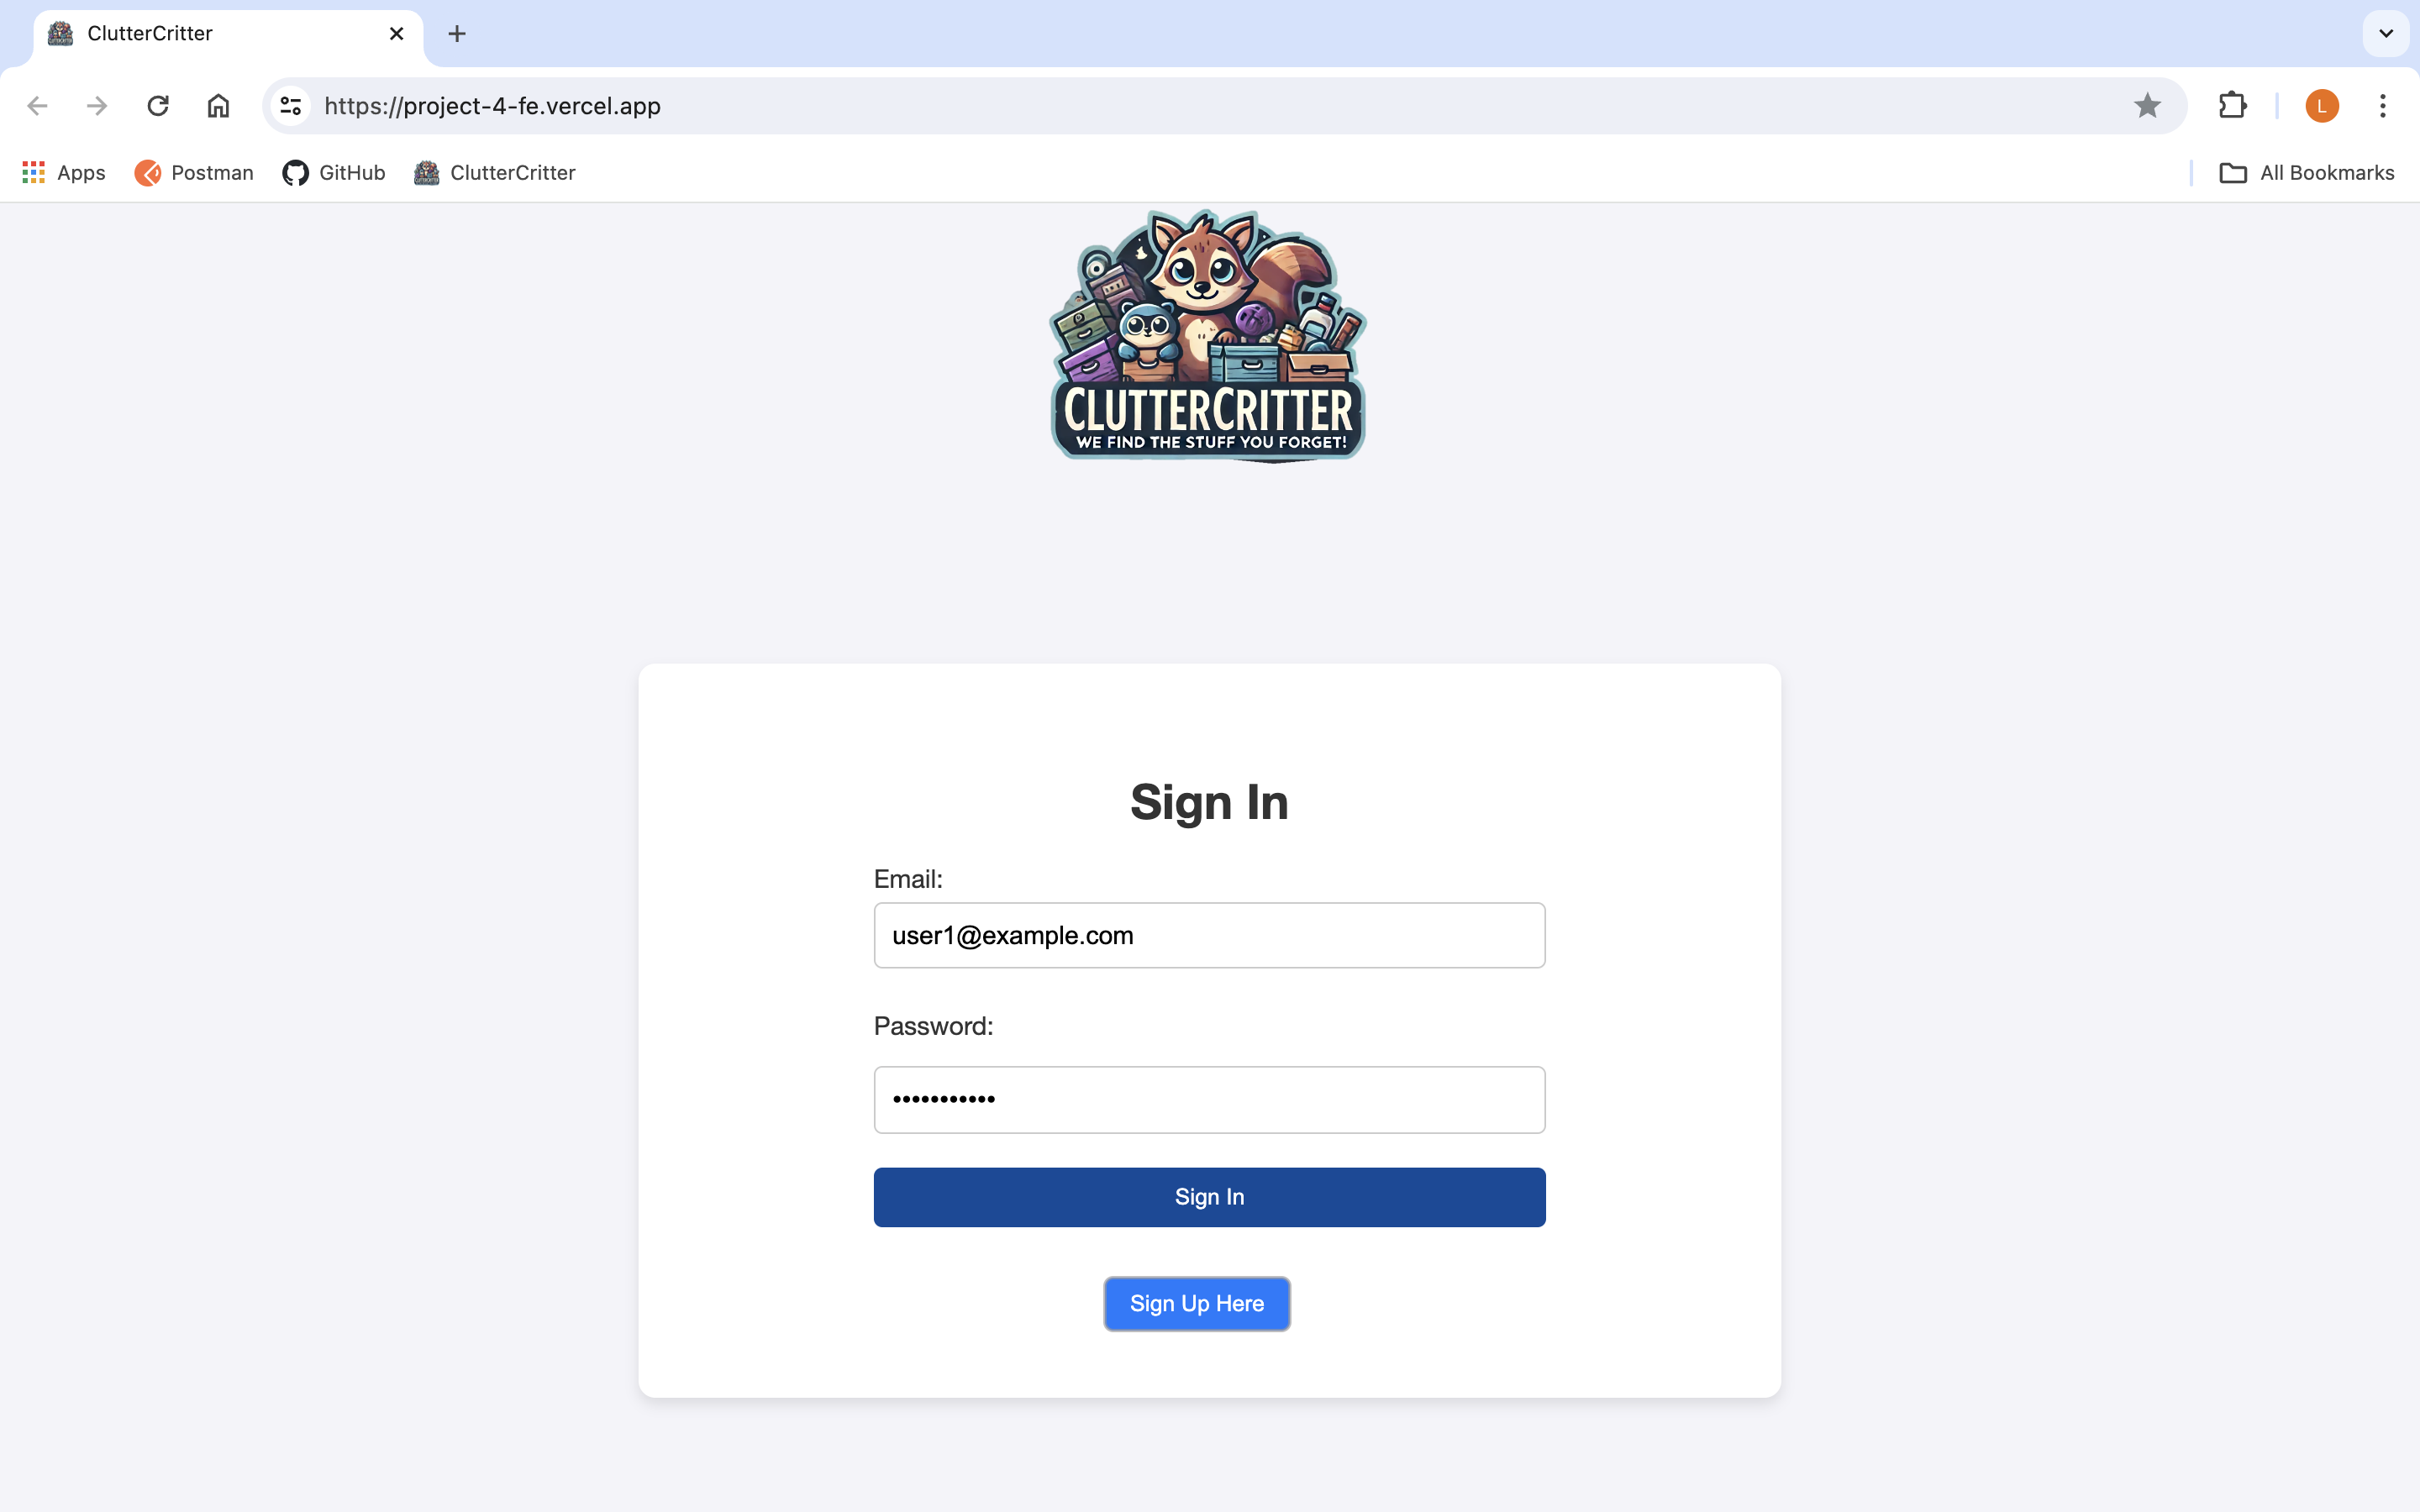 ClutterCritter
https://project-4-fe.vercel.app
L
Apps Postman GitHub ClutterCritter All Bookmarks
CLUTTERCRITTER
WE FIND THE STUFF YOU FORGET!
Sign In
Email:
user1@example.com
Password:
•••••••••••
Sign In
Sign Up Here